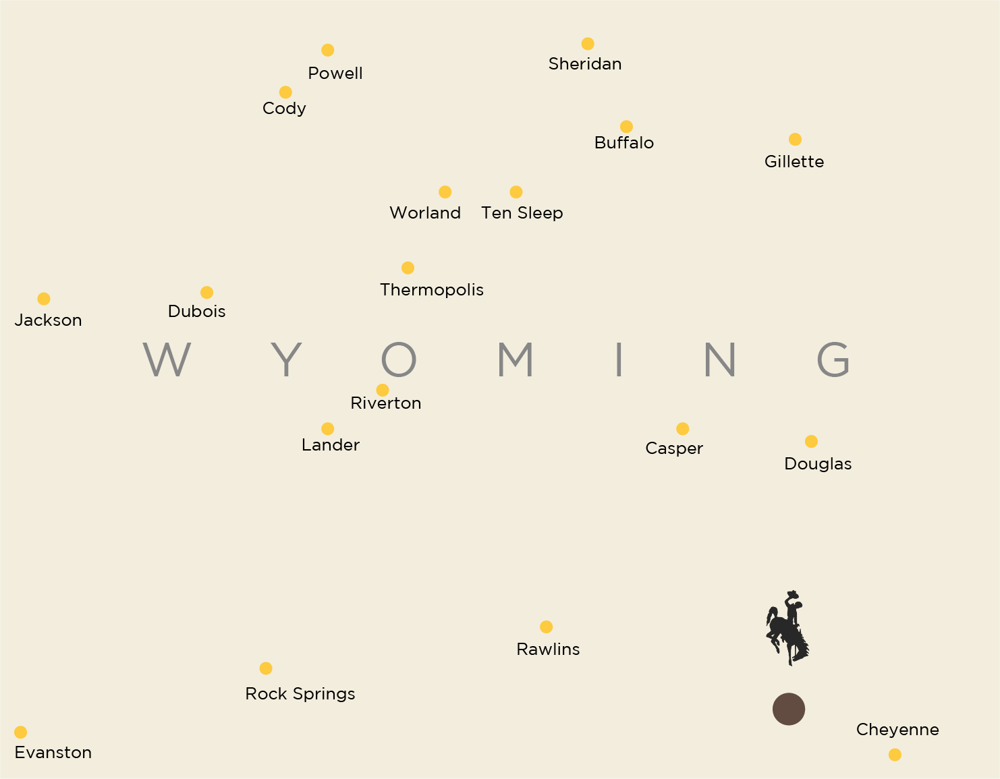 Sheridan
Powell
Cody
Buffalo
Gillette
Worland
Ten Sleep
Thermopolis
Dubois
Jackson
WYOMING
Riverton
Lander
Casper
Douglas
Rawlins
Rock Springs
Cheyenne
Evanston